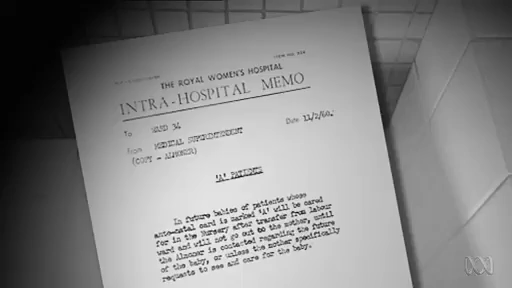 THE ROYAL WOMEN'S HOSPITAL
INTRA-HOSPITAL MEMO
To WARD 34
Date 11/2/60.
From MEDICAL SUPERINTENDENT
(COPY - ALMONER)
'A' PATIENTS
In future babies of patients whose
ante-natal card is marked 'A' will be cared
for in the Nursery after transfer from Labour
ward and will not go out to the mother, until
the Almoner is contacted regarding the future
of the baby, or unless the mother specifically
requests to see and care for the baby.